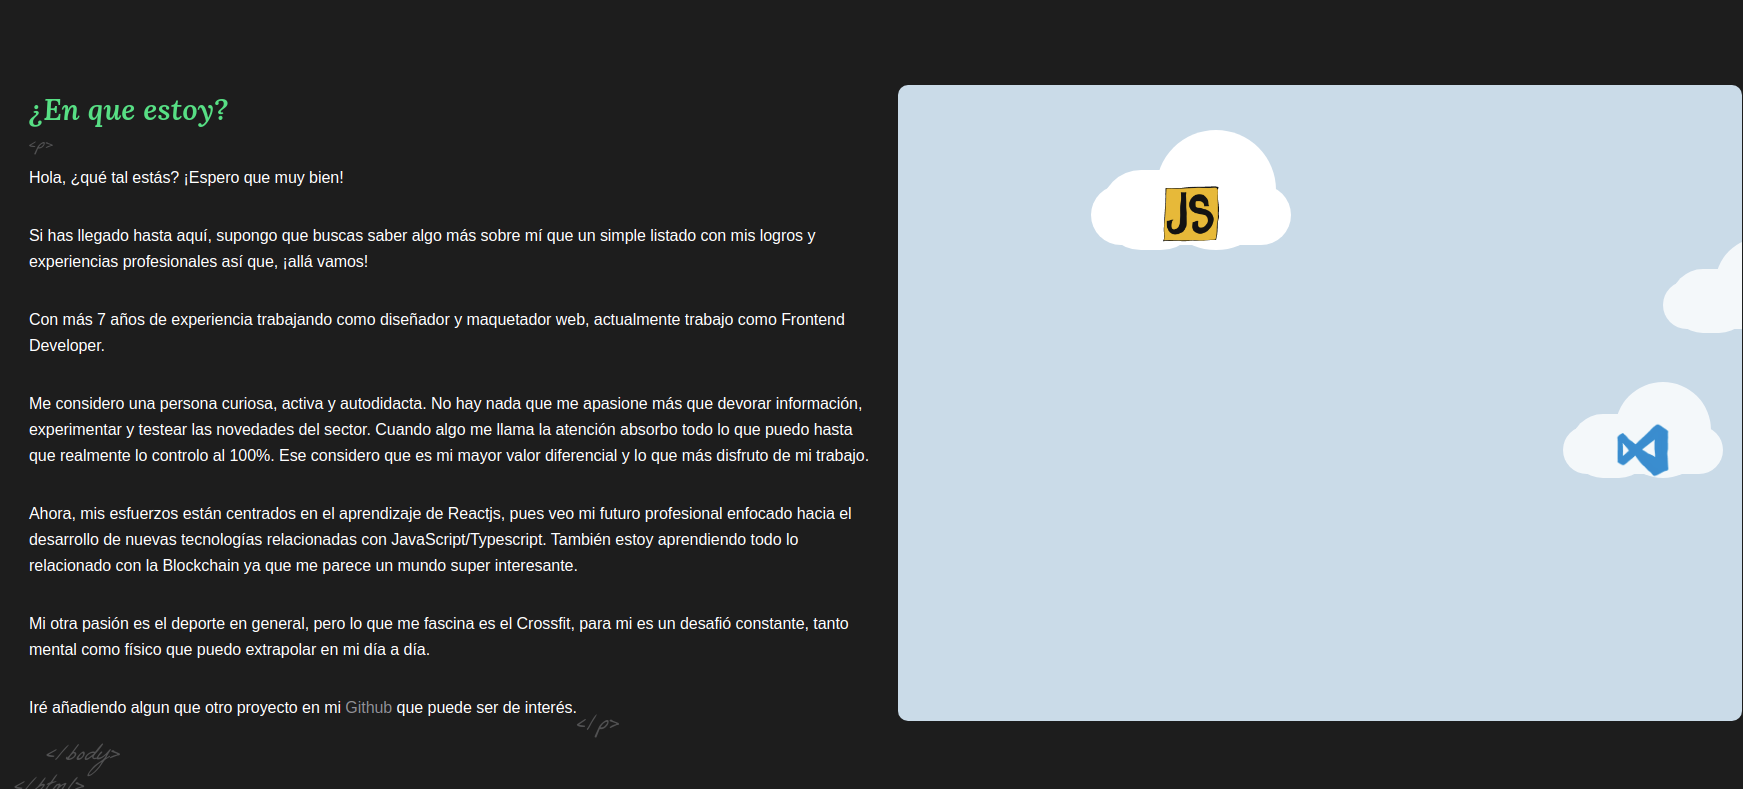 ¿En que estoy?
<p>
Hola, ¿qué tal estás? ¡Espero que muy bien!
Si has llegado hasta aquí, supongo que buscas saber algo más sobre mí que un simple listado con mis logros y
experiencias profesionales así que, ¡allá vamos!
Con más 7 años de experiencia trabajando como diseñador y maquetador web, actualmente trabajo como Frontend
Developer.
Me considero una persona curiosa, activa y autodidacta. No hay nada que me apasione más que devorar información,
experimentar y testear las novedades del sector. Cuando algo me llama la atención absorbo todo lo que puedo hasta
que realmente lo controlo al 100%. Ese considero que es mi mayor valor diferencial y lo que más disfruto de mi trabajo.
Ahora, mis esfuerzos están centrados en el aprendizaje de Reactjs, pues veo mi futuro profesional enfocado hacia el
desarrollo de nuevas tecnologías relacionadas con JavaScript/Typescript. También estoy aprendiendo todo lo
relacionado con la Blockchain ya que me parece un mundo super interesante.
Mi otra pasión es el deporte en general, pero lo que me fascina es el Crossfit, para mi es un desafió constante, tanto
mental como físico que puedo extrapolar en mi día a día.
Iré añadiendo algun que otro proyecto en mi Github que puede ser de interés.
</p>
</body>
</html>
JS